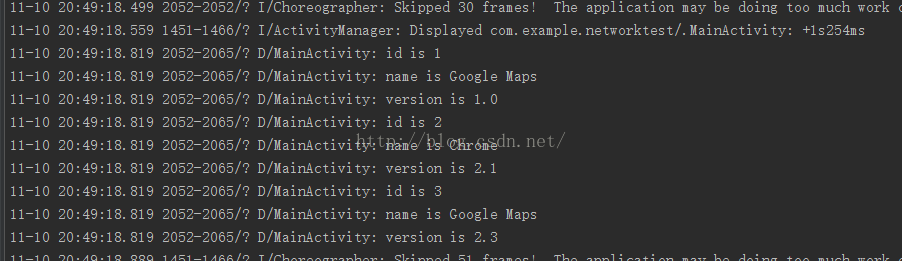 11-10 20:49:18.499 2052-2052/? I/Choreographer: Skipped 30 frames!  The application may be doing too much work
11-10 20:49:18.559 1451-1466/? I/ActivityManager: Displayed com.example.networktest/.MainActivity: +1s254ms
11-10 20:49:18.819 2052-2065/? D/MainActivity: id is 1
11-10 20:49:18.819 2052-2065/? D/MainActivity: name is Google Maps
11-10 20:49:18.819 2052-2065/? D/MainActivity: version is 1.0
11-10 20:49:18.819 2052-2065/? D/MainActivity: id is 2
http://blog.csdn.net/
11-10 20:49:18.819 2052-2065/? D/MainActivity: name is Chrome
11-10 20:49:18.819 2052-2065/? D/MainActivity: version is 2.1
11-10 20:49:18.819 2052-2065/? D/MainActivity: id is 3
11-10 20:49:18.819 2052-2065/? D/MainActivity: name is Google Maps
11-10 20:49:18.819 2052-2065/? D/MainActivity: version is 2.3
11-10 20:49:18.889 1451-1466/? I/Choreographer: Skipped 51 frames!  The application may be doing too much work